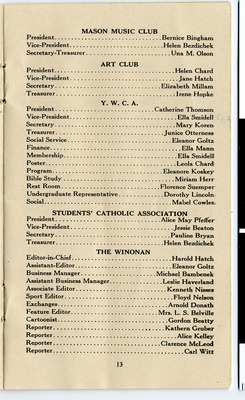 MASON MUSIC CLUB
President Bernice Bingham
Vice-President Helen Bezdichek
Secretary-Treasurer Una M. Olson
ART CLUB
President Helen Chard
Vice-President Jane Hatch
Secretary Elizabeth Millam
Treasurer Irene Hopke
Y. W. C. A.
President Catherine Thomson
Vice-President Ella Smidell
Secretary Mary Koren
Treasurer Junice Otterness
Social Service Eleanor Goltz
Finance Ella Mann
Membership Ella Smidell
Poster Leola Chard
Program Eleanore Koskey
Bible Study Miriam Herr
Rest Room Florence Suemper
Undergraduate Representative Dorothy Lincoln
Social Mabel Cowles
STUDENTS' CATHOLIC ASSOCIATION
President Alice May Pfeffer
Vice-President Jessie Beaton
Secretary Pauline Bryan
Treasurer Helen Bezdichek
THE WINONAN
Editor-in-Chief Harold Hatch
Assistant-Editor Eleanor Goltz
Business Manager Michael Bambenek
Assistant Business Manager Leslie Haverland
Associate Editor Kenneth Nissen
Sport Editor Floyd Nelson
Exchanges Arnold Donath
Feature Editor Mrs. L. S. Belville
Cartoonist Gordon Beatty
Reporter Kathern Gruber
Reporter Alice Kelley
Reporter Clarence McLeod
Reporter Carl Witt
13